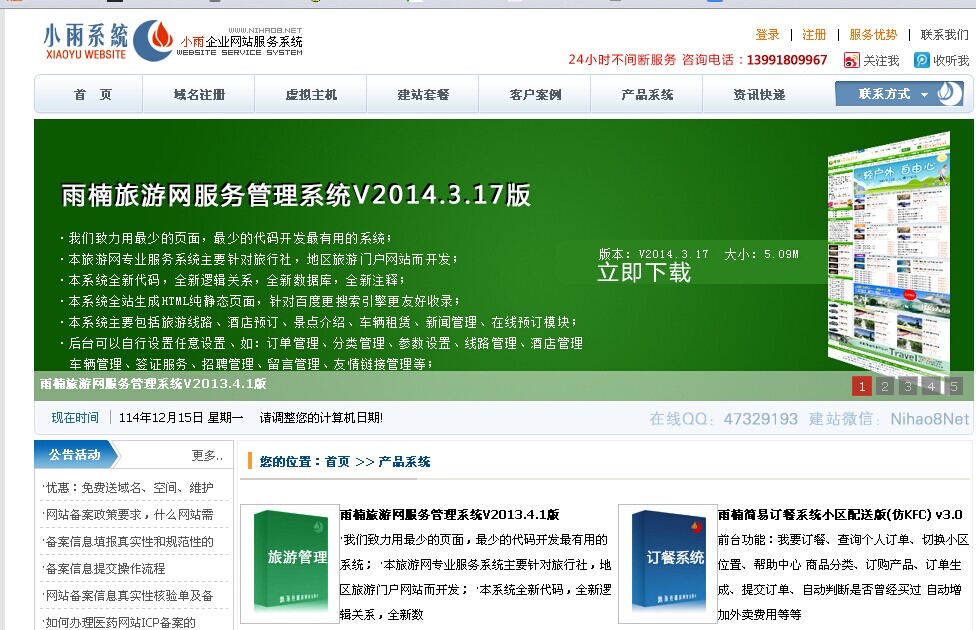 小雨系統
XIAOYU WEBSITE
WWW.NIHAO8.NET
小雨企业网站服务系统
WEBSITE SERVICE SYSTEM
登录 | 注册 | 服务优势 | 联系我们
24小时不间断服务 咨询电话：13991809967 关注我 收听我
首 页 域名注册 虚拟主机 建站套餐 客户案例 产品系统 资讯快递 联系方式
雨楠旅游网服务管理系统V2014.3.17版
· 我们致力用最少的页面，最少的代码开发最有用的系统；
· 本旅游网专业服务系统主要针对旅行社，地区旅游门户网站而开发；
· 本系统全新代码，全新逻辑关系，全新数据库，全新注释；
· 本系统全站生成HTML纯静态页面，针对百度更搜索引擎更友好收录；
· 本系统主要包括旅游线路、酒店预订、景点介绍、车辆租赁、新闻管理、在线预订模块；
· 后台可以自行设置任意设置、如：订单管理、分类管理、参数设置、线路管理、酒店管理
车辆管理、签证服务、招聘管理、留言管理、友情链接管理等；
版本：V2014.3.17 大小：5.09M
立即下载
轻户外 自由心
Travel
雨楠旅游网服务管理系统V2013.4.1版
1 2 3 4 5
现在时间 | 114年12月15日 星期一 请调整您的计算机日期!
在线QQ：47329193 建站微信：Nihao8Net
公告活动 更多..
·优惠：免费送域名、空间、维护
·网站备案政策要求，什么网站需
·备案信息填报真实性和规范性的
·备案信息提交操作流程
·网站备案信息真实性核验单及备
·如何办理医药网站ICP备案的
您的位置：首页 >> 产品系统
旅游管理
雨楠旅游网服务管理系统V2013.4.1版
·我们致力用最少的页面，最少的代码开发最有用的
系统； ·本旅游网专业服务系统主要针对旅行社，地
区旅游门户网站而开发； ·本系统全新代码，全新逻
辑关系，全新数
订餐系统
雨楠简易订餐系统小区配送版(仿KFC) v3.0
前台功能：我要订餐、查询个人订单、切换小区
位置、帮助中心 商品分类、订购产品、订单生
成、提交订单、自动判断是否曾经买过 自动增
加外卖费用等等